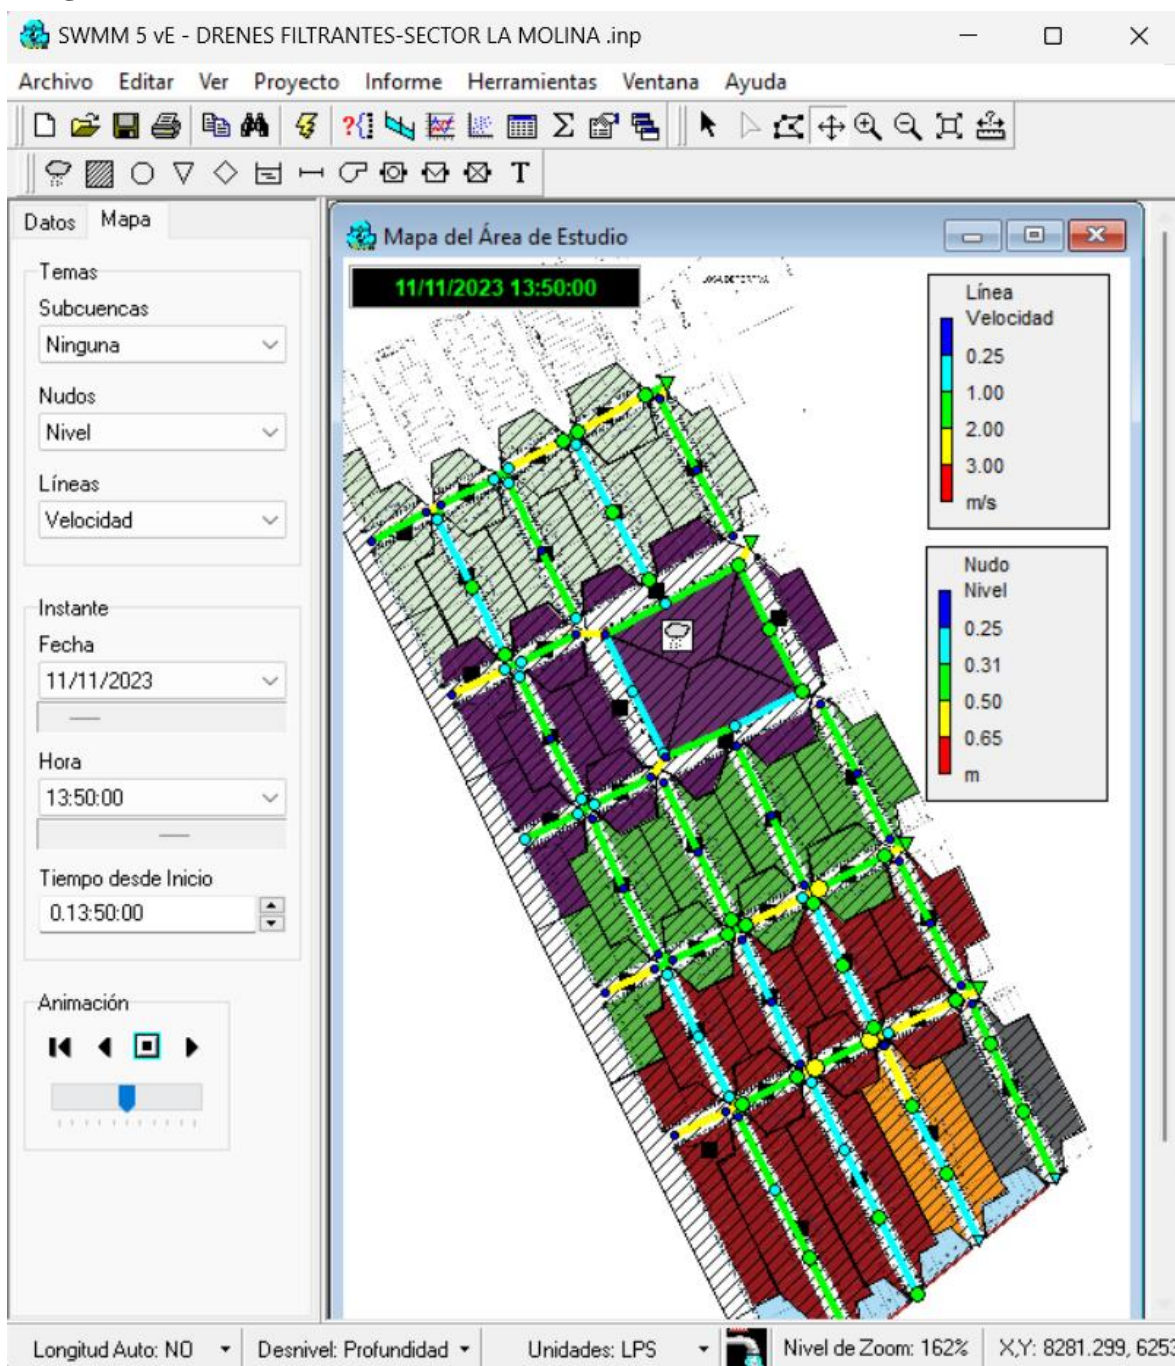 SWMM 5 vE - DRENES FILTRANTES-SECTOR LA MOLINA .inp
Archivo Editar Ver Proyecto Informe Herramientas Ventana Ayuda
T
Datos Mapa
Temas
Subcuencas
Ninguna
Nudos
Nivel
Líneas
Velocidad
Instante
Fecha
11/11/2023
Hora
13:50:00
Tiempo desde Inicio
0.13:50:00
Animación
Mapa del Área de Estudio
11/11/2023 13:50:00
Línea
Velocidad
0.25
1.00
2.00
3.00
m/s
Nudo
Nivel
0.25
0.31
0.50
0.65
m
Longitud Auto: NO Desnivel: Profundidad Unidades: LPS Nivel de Zoom: 162% X,Y: 8281.299, 6253